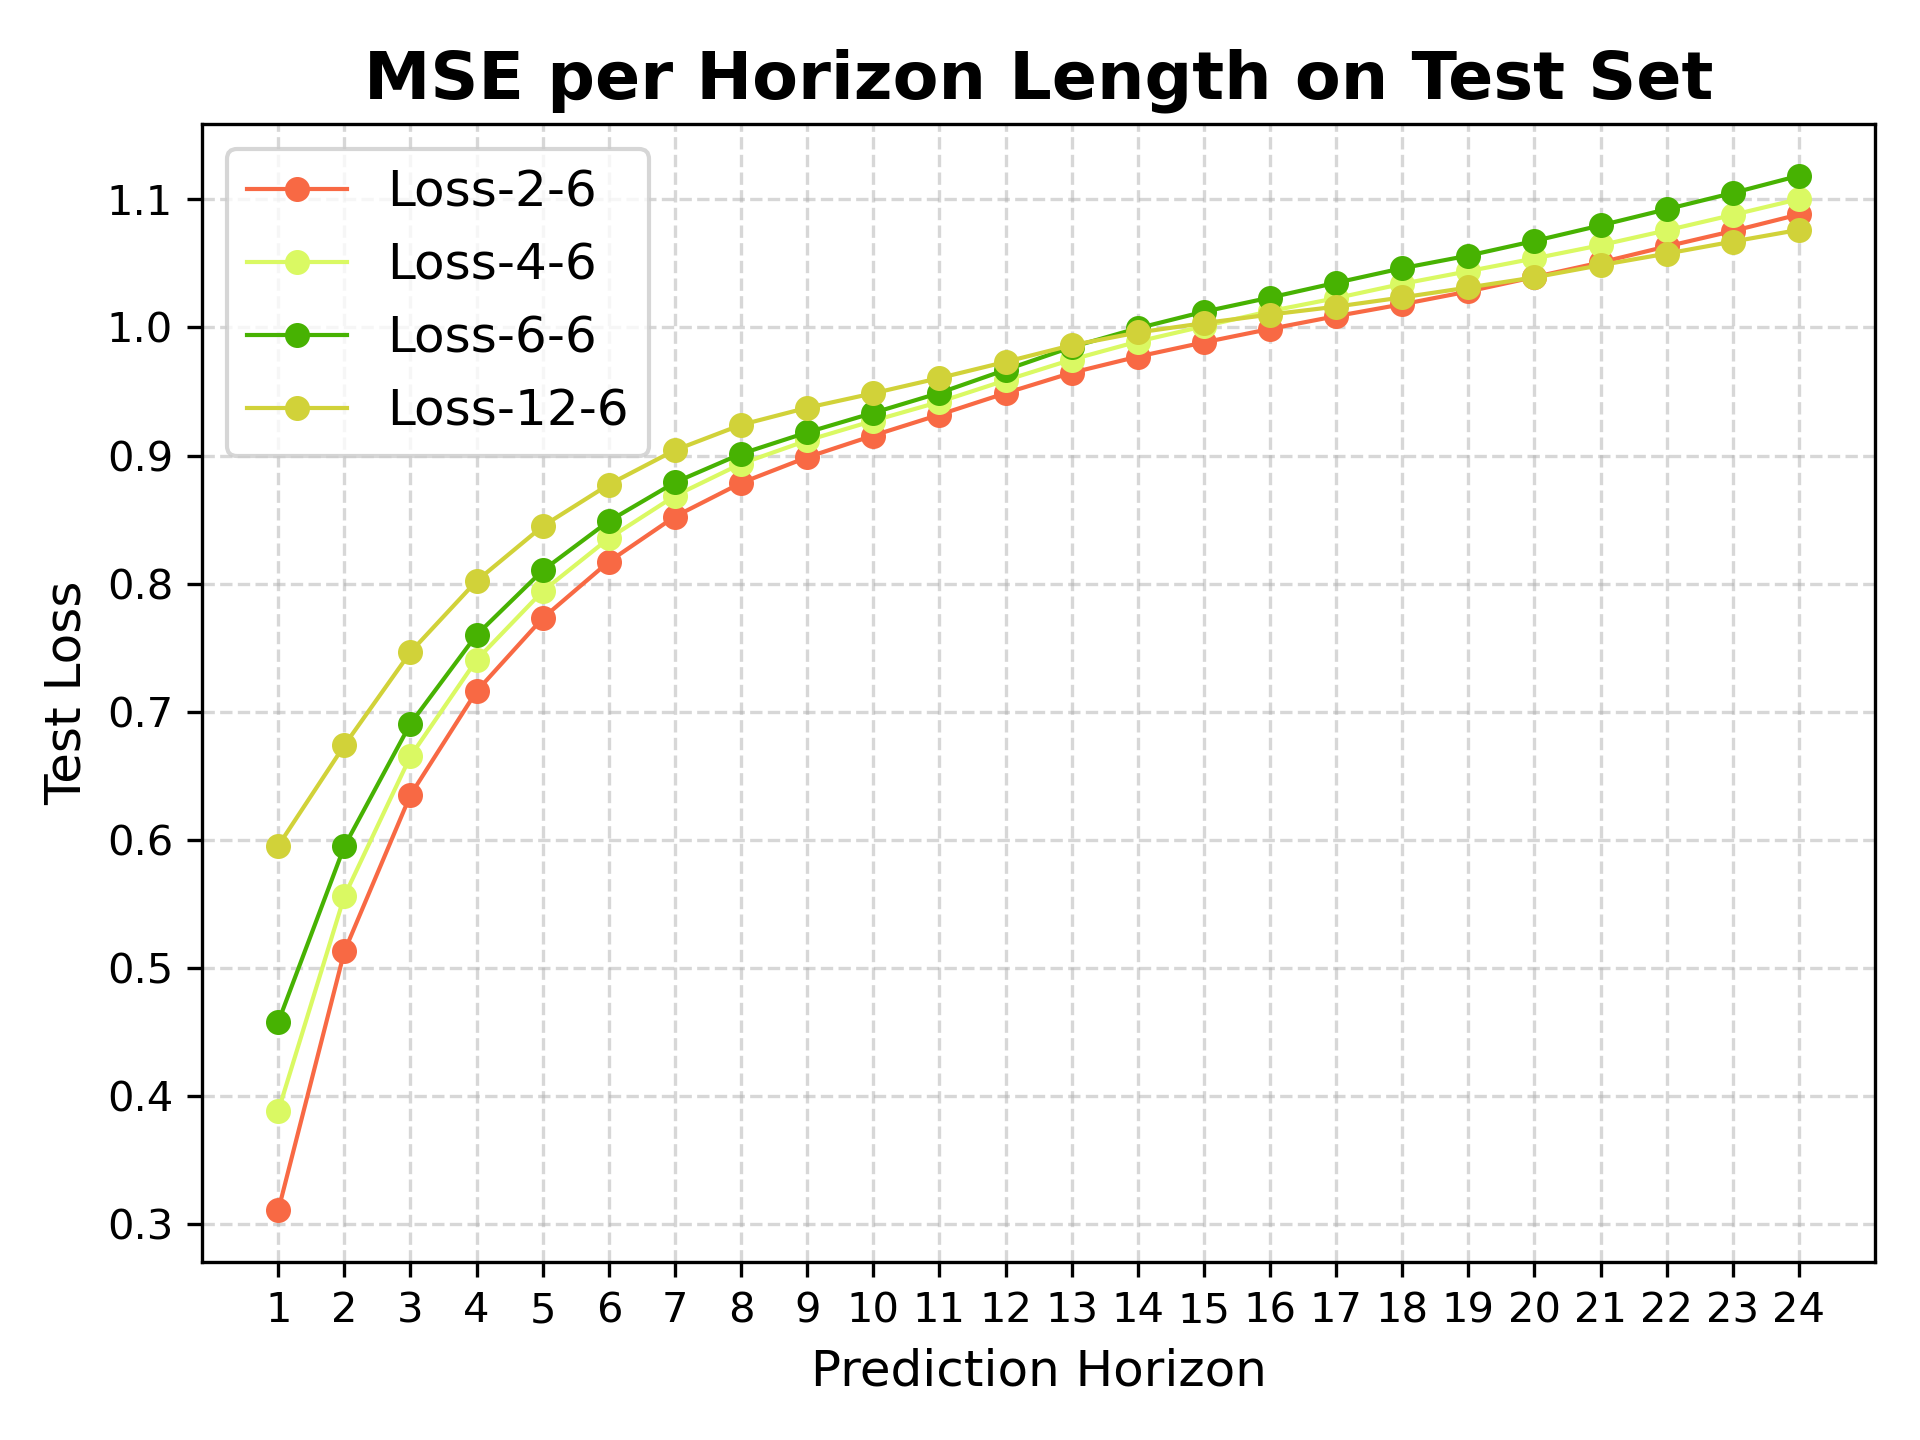 MSE per Horizon Length on Test Set
Loss-2-6
Loss-4-6
Loss-6-6
Loss-12-6
1.1
1.0
0.9
0.8
0.7
0.6
0.5
0.4
0.3
Test Loss
1 2 3 4 5 6 7 8 9 10 11 12 13 14 15 16 17 18 19 20 21 22 23 24
Prediction Horizon